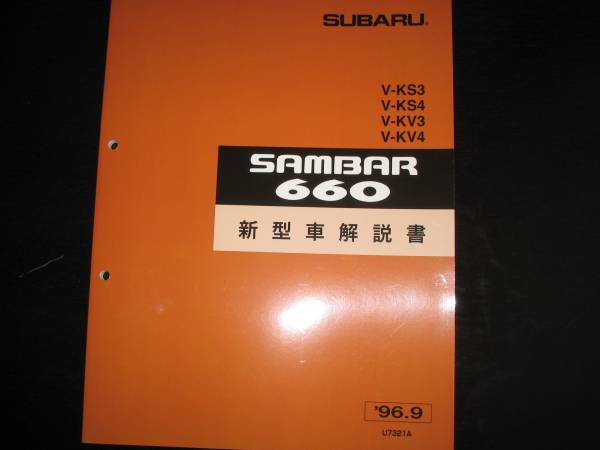 SUBARU®
V-KS3
V-KS4
V-KV3
V-KV4
SAMBAR
660
新型車解説書
'96.9
U7321A